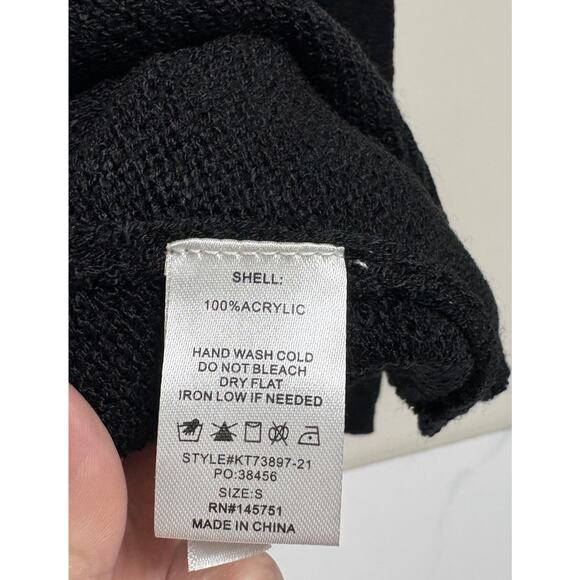 SHELL:
100%ACRYLIC
HAND WASH COLD
DO NOT BLEACH
DRY FLAT
IRON LOW IF NEEDED
STYLE#KT73897-21
PO:38456
SIZE:S
RN#145751
MADE IN CHINA